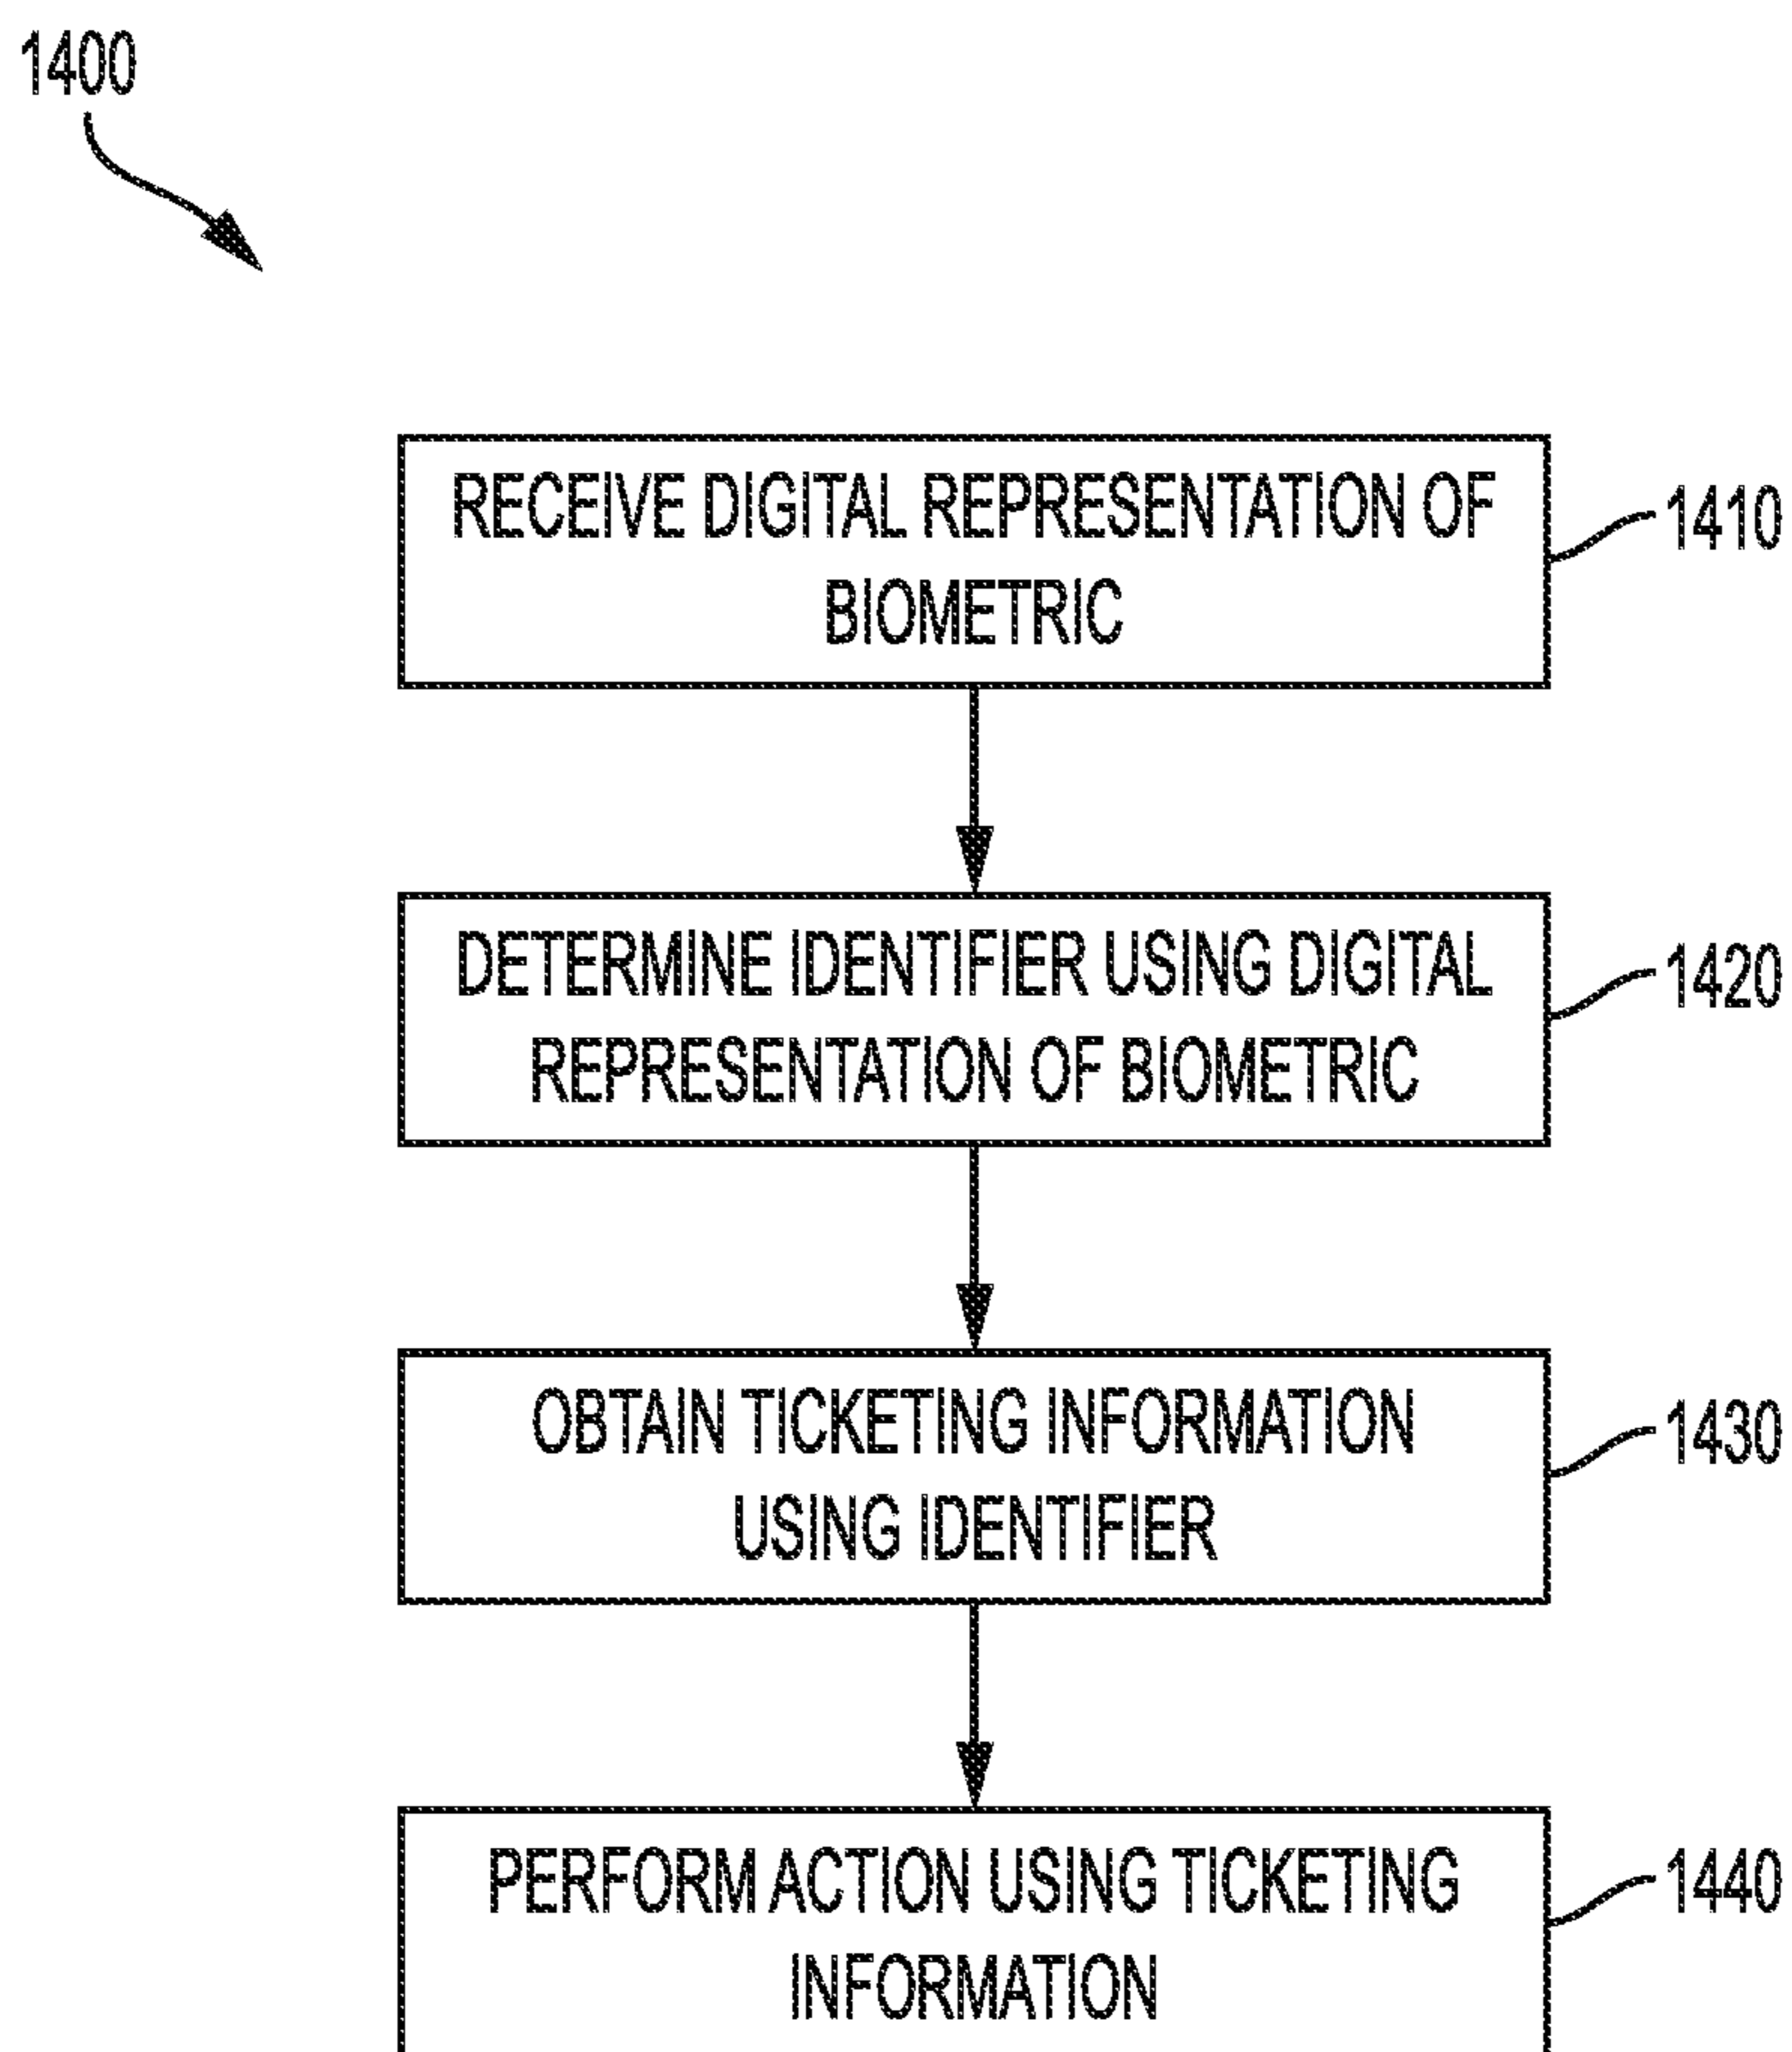 1400
RECEIVE DIGITAL REPRESENTATION OF
BIOMETRIC
1410
DETERMINE IDENTIFIER USING DIGITAL
REPRESENTATION OF BIOMETRIC
1420
OBTAIN TICKETING INFORMATION
USING IDENTIFIER
1430
PERFORM ACTION USING TICKETING
INFORMATION
1440